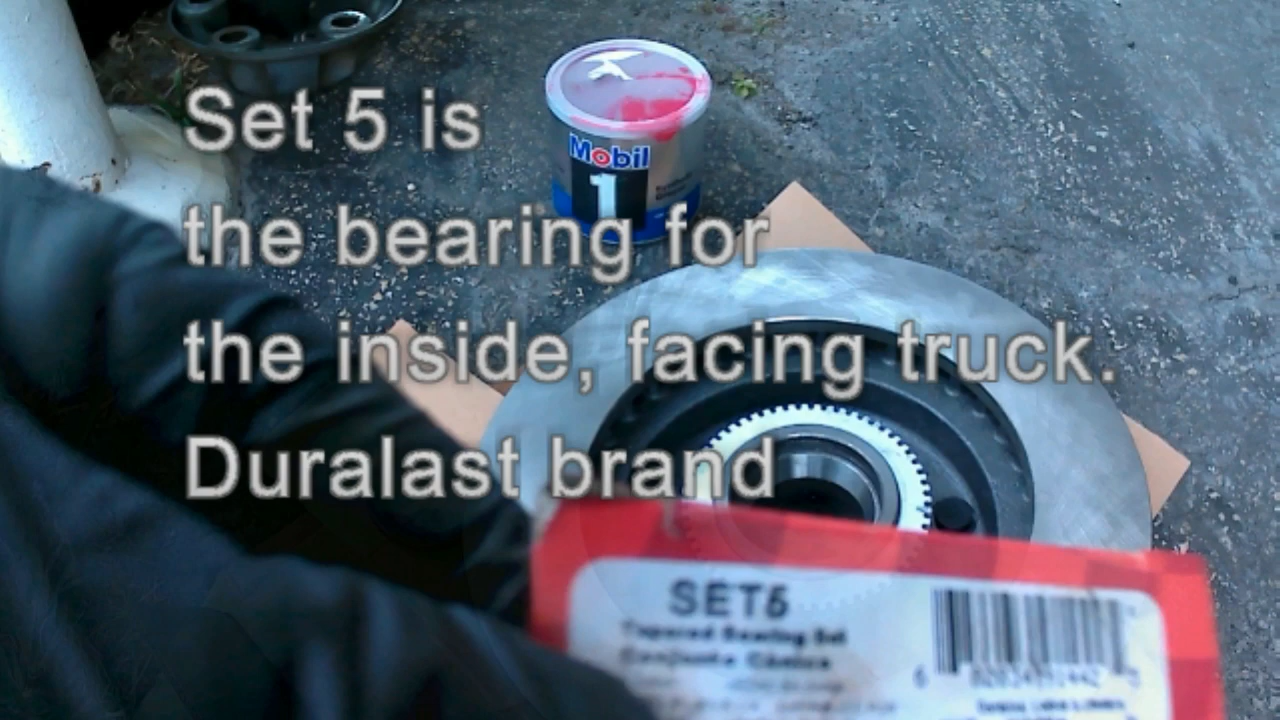 Set 5 is
the bearing for
the inside, facing truck.
Duralast brand
Mobil
1
SET5
Tapered Bearing Set
Conjunto Cónico